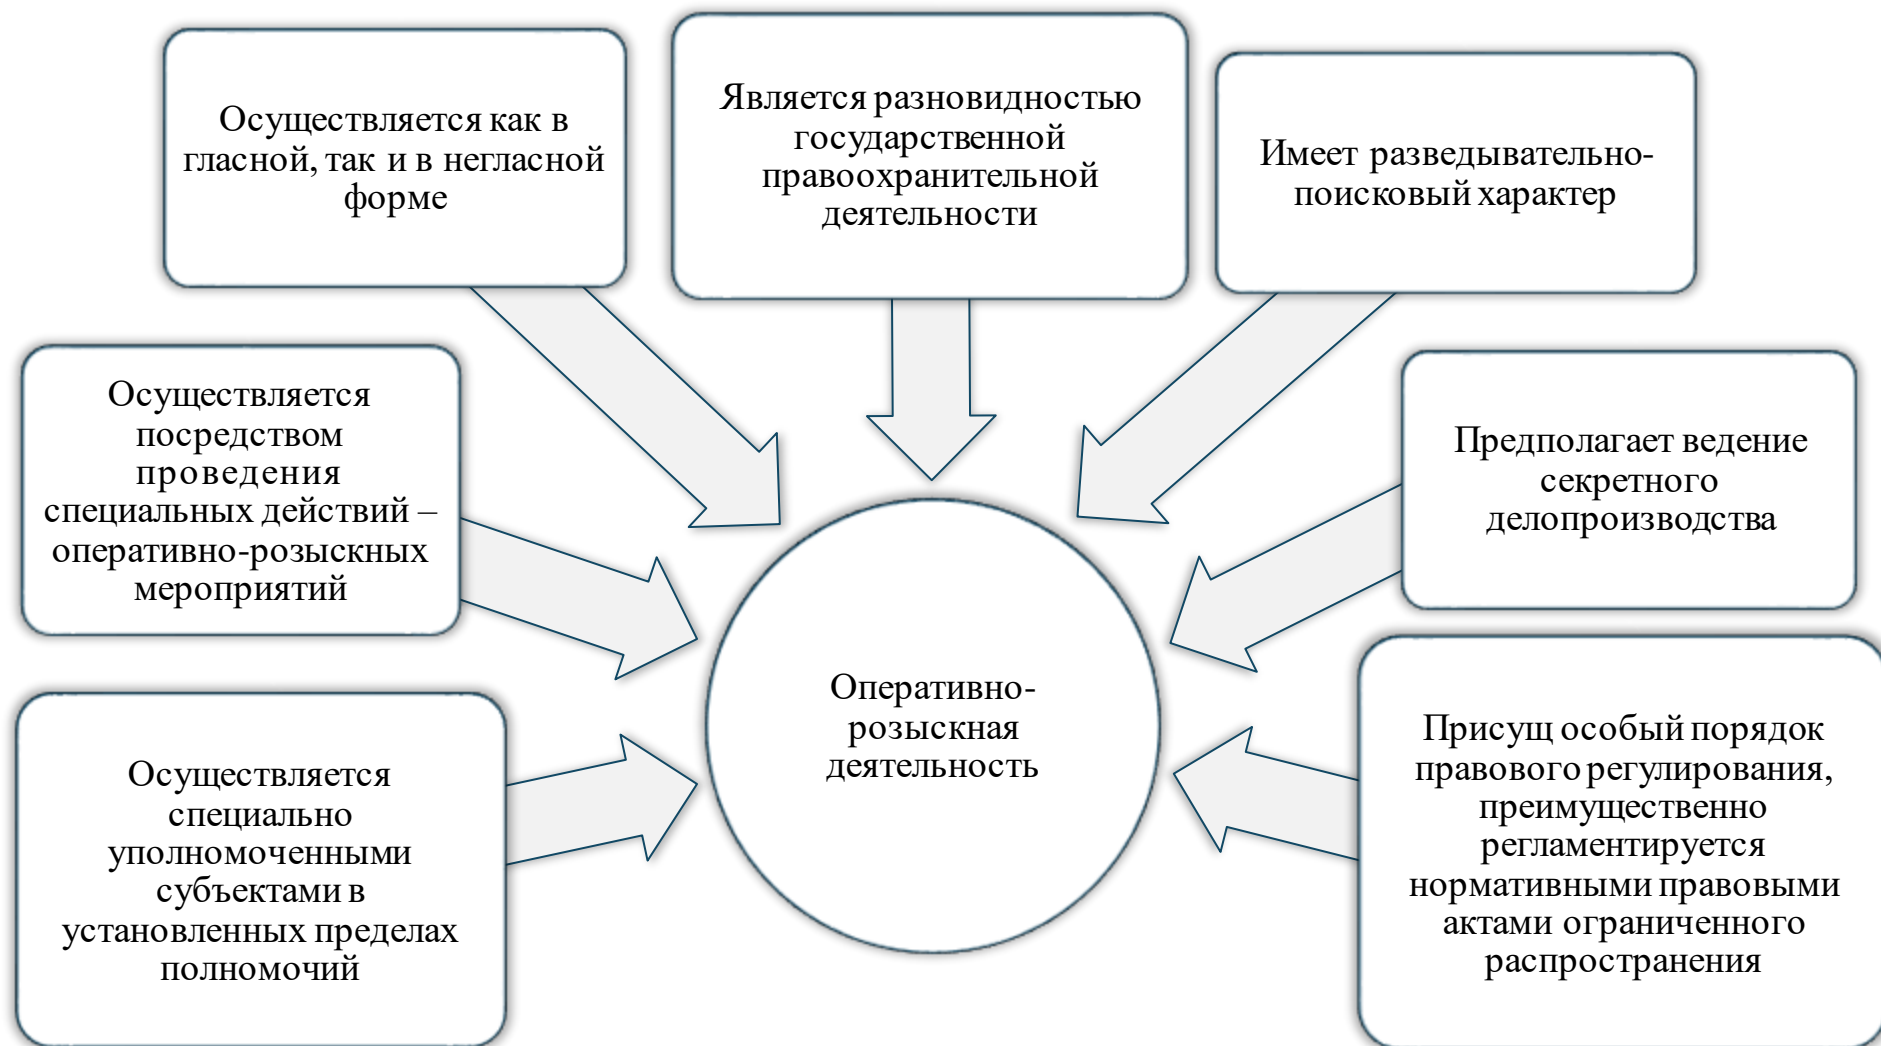 Осуществляется как в
гласной, так и в негласной
форме
Является разновидностью
государственной
правоохранительной
деятельности
Имеет разведывательно-
поисковый характер
Осуществляется
посредством
проведения
специальных действий –
оперативно-розыскных
мероприятий
Предполагает ведение
секретного
делопроизводства
Осуществляется
специально
уполномоченными
субъектами в
установленных пределах
полномочий
Оперативно-
розыскная
деятельность
Присущ особый порядок
правового регулирования,
преимущественно
регламентируется
нормативными правовыми
актами ограниченного
распространения